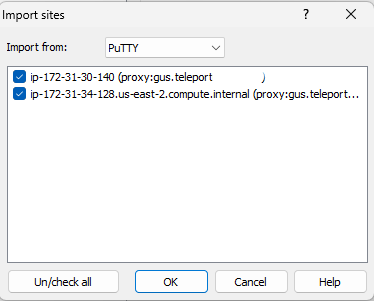 Import sites
Import from:
PuTTY
ip-172-31-30-140 (proxy:gus.teleport )
ip-172-31-34-128.us-east-2.compute.internal (proxy:gus.teleport...
Un/check all
OK
Cancel
Help